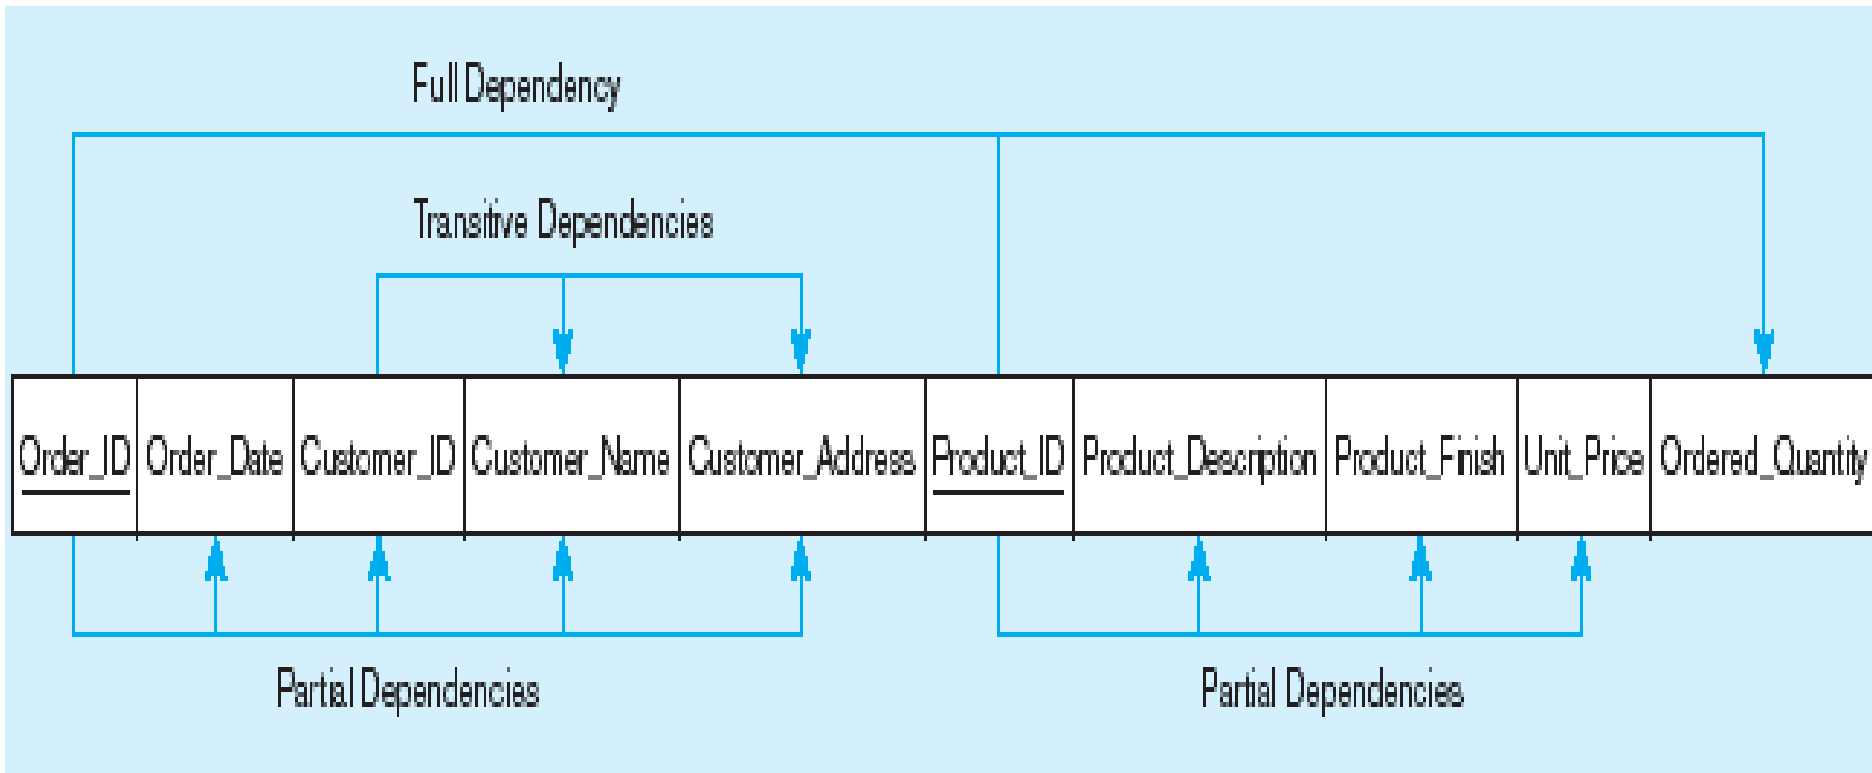 Full Dependency
Transitive Dependencies
Order_ID Order_Date Customer_ID Customer_Name Customer_Address Product_ID Product_Description Product_Finish Unit_Price Ordered_Quantity
Partial Dependencies Partial Dependencies